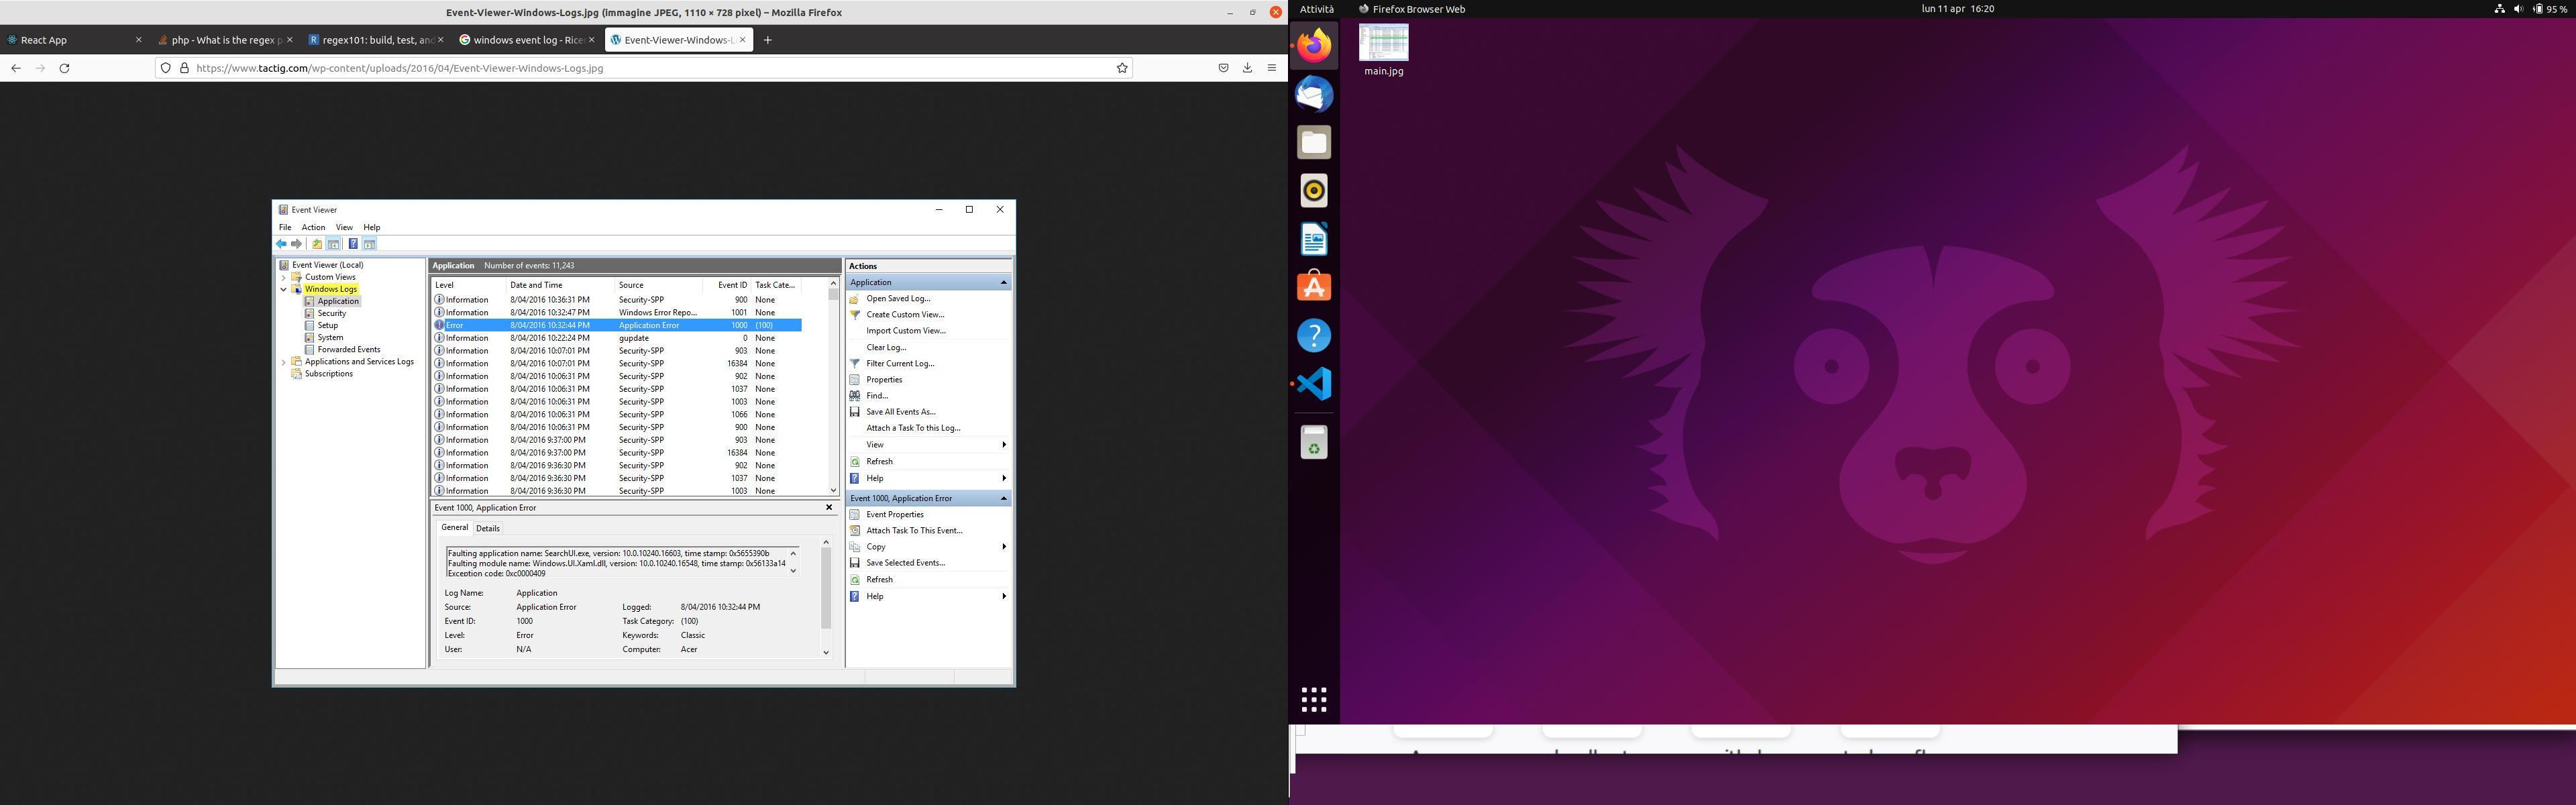 Event-Viewer-Windows-Logs.jpg (immagine JPEG, 1110 × 728 pixel) – Mozilla Firefox
React App
php - What is the regex p
regex101: build, test, and
windows event log - Rice
Event-Viewer-Windows-L
https://www.tactig.com/wp-content/uploads/2016/04/Event-Viewer-Windows-Logs.jpg
Attività
Firefox Browser Web
lun 11 apr 16:20
95 %
main.jpg
Event Viewer
File Action View Help
Event Viewer (Local)
Custom Views
Windows Logs
Application
Security
Setup
System
Forwarded Events
Applications and Services Logs
Subscriptions
Application Number of events: 11,243
Level Date and Time Source Event ID Task Cate...
Information 8/04/2016 10:36:31 PM Security-SPP 900 None
Information 8/04/2016 10:32:47 PM Windows Error Repo... 1001 None
Error 8/04/2016 10:32:44 PM Application Error 1000 (100)
Information 8/04/2016 10:22:24 PM gupdate 0 None
Information 8/04/2016 10:07:01 PM Security-SPP 903 None
Information 8/04/2016 10:07:01 PM Security-SPP 16384 None
Information 8/04/2016 10:06:31 PM Security-SPP 902 None
Information 8/04/2016 10:06:31 PM Security-SPP 1037 None
Information 8/04/2016 10:06:31 PM Security-SPP 1003 None
Information 8/04/2016 10:06:31 PM Security-SPP 1066 None
Information 8/04/2016 10:06:31 PM Security-SPP 900 None
Information 8/04/2016 9:37:00 PM Security-SPP 903 None
Information 8/04/2016 9:37:00 PM Security-SPP 16384 None
Information 8/04/2016 9:36:30 PM Security-SPP 902 None
Information 8/04/2016 9:36:30 PM Security-SPP 1037 None
Information 8/04/2016 9:36:30 PM Security-SPP 1003 None
Event 1000, Application Error
General Details
Faulting application name: SearchUI.exe, version: 10.0.10240.16603, time stamp: 0x5655390b
Faulting module name: Windows.UI.Xaml.dll, version: 10.0.10240.16548, time stamp: 0x56133a14
Exception code: 0xc0000409
Log Name: Application
Source: Application Error Logged: 8/04/2016 10:32:44 PM
Event ID: 1000 Task Category: (100)
Level: Error Keywords: Classic
User: N/A Computer: Acer
Actions
Application
Open Saved Log...
Create Custom View...
Import Custom View...
Clear Log...
Filter Current Log...
Properties
Find...
Save All Events As...
Attach a Task To this Log...
View
Refresh
Help
Event 1000, Application Error
Event Properties
Attach Task To This Event...
Copy
Save Selected Events...
Refresh
Help